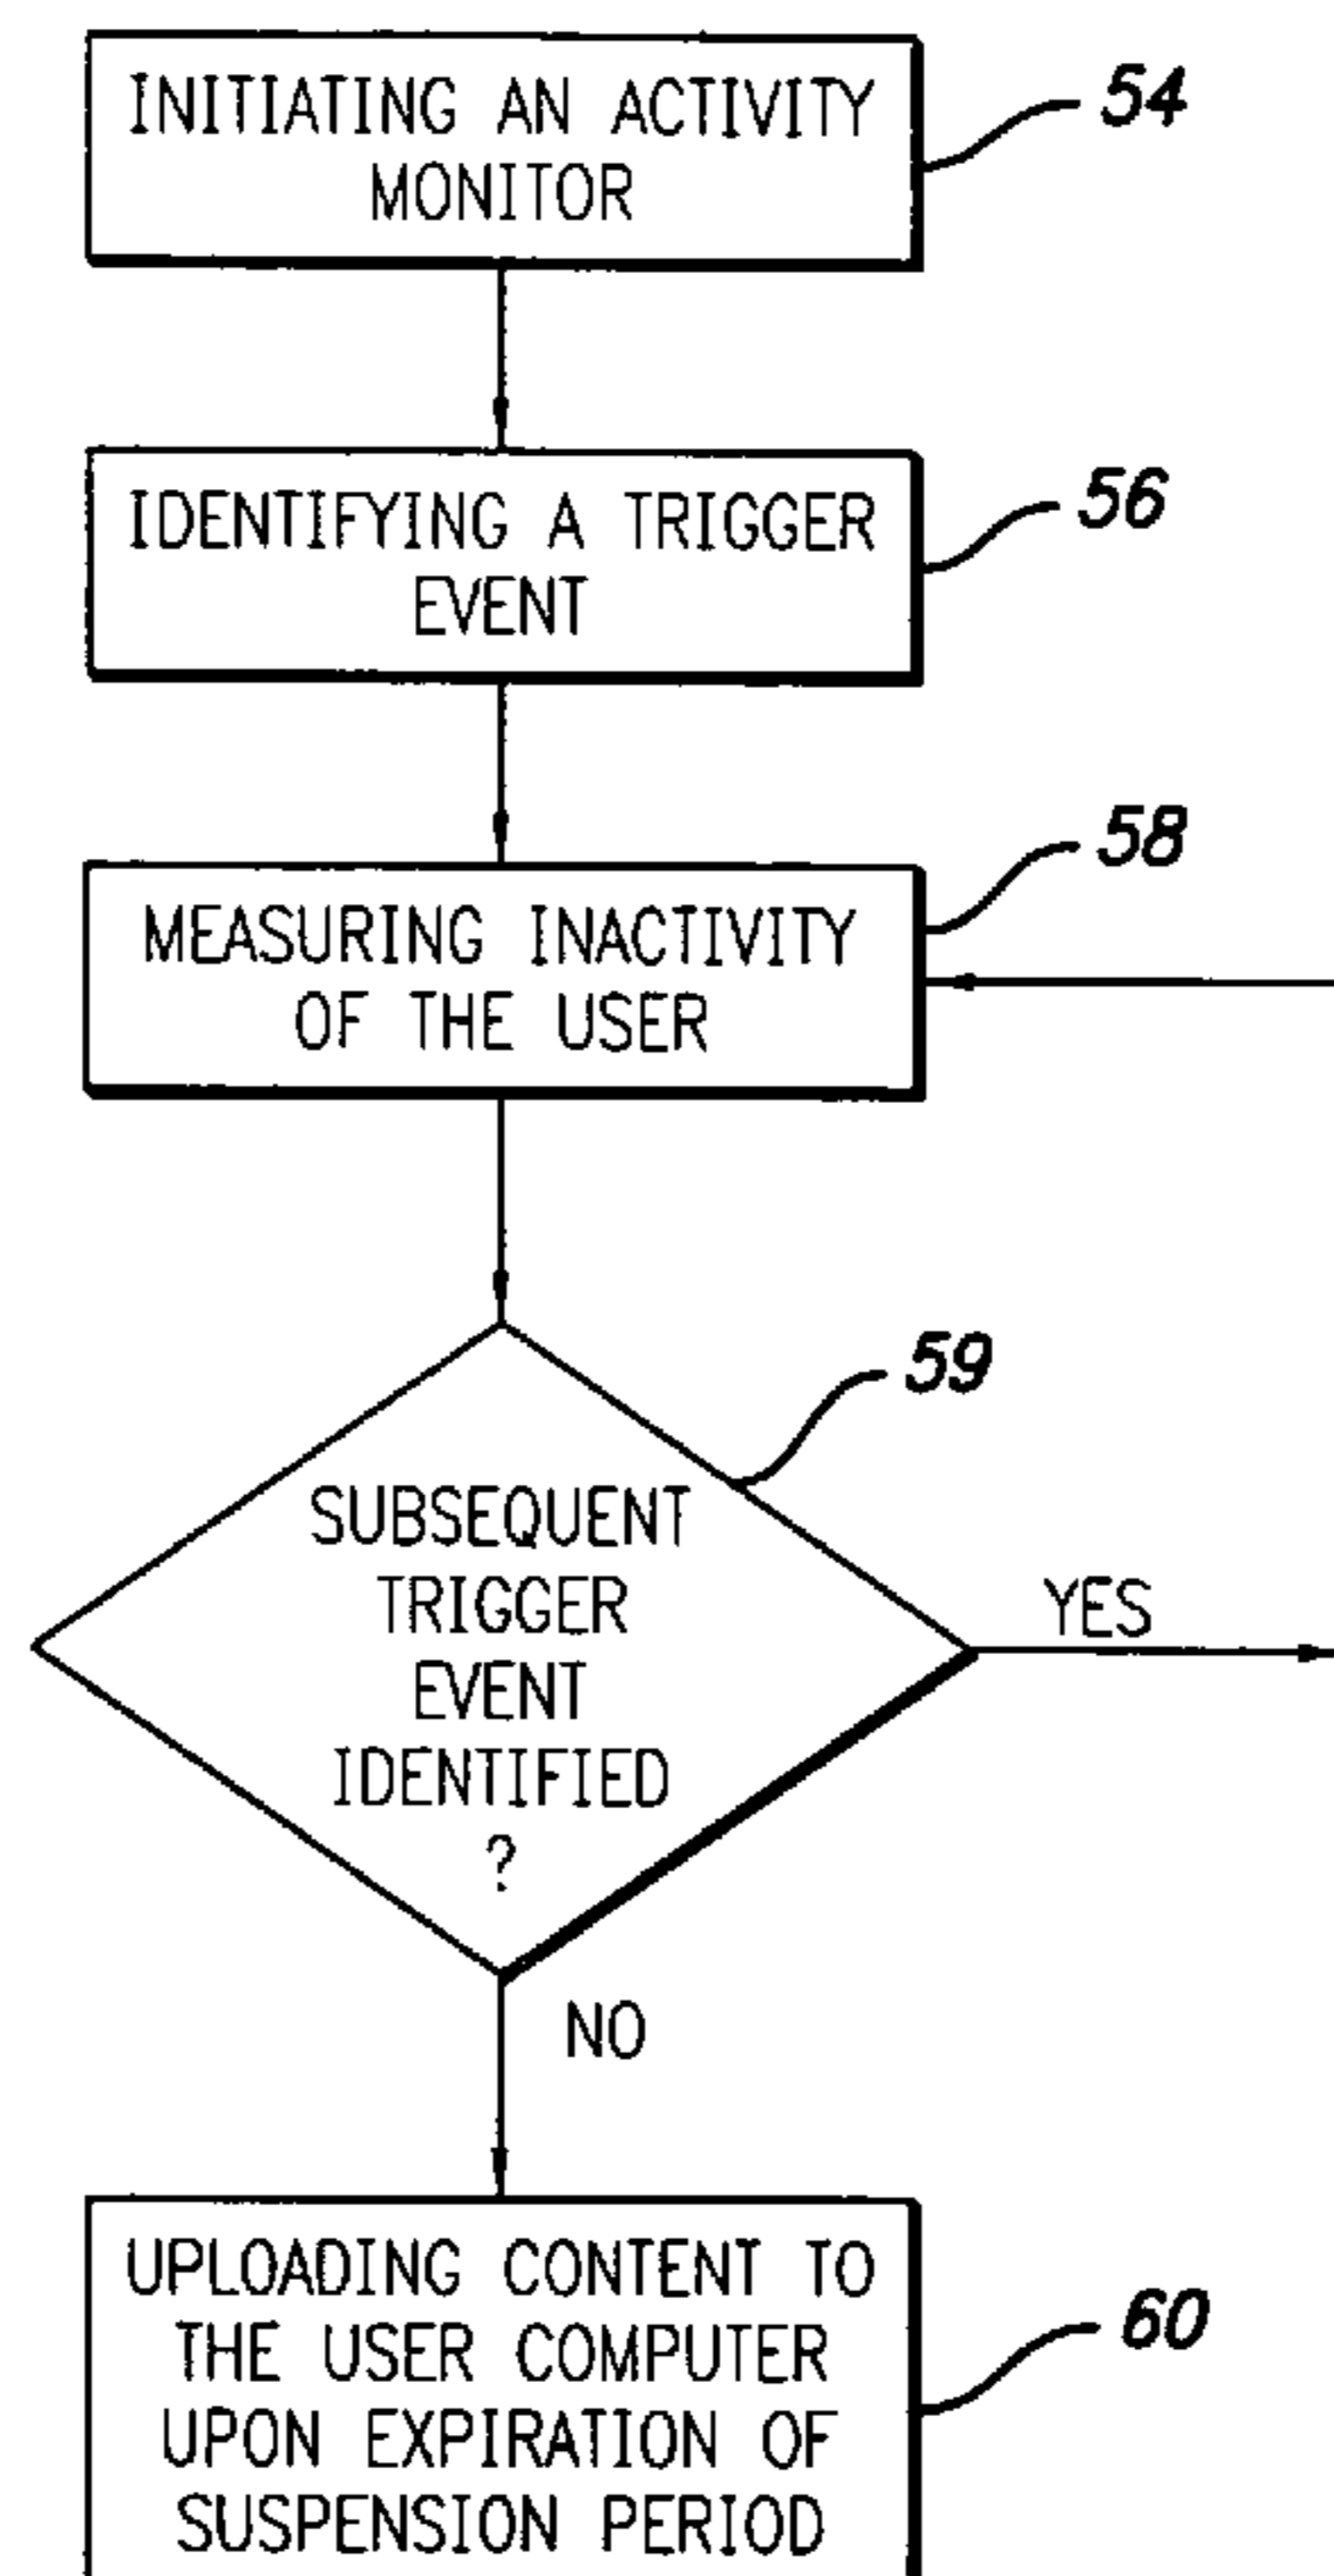 INITIATING AN ACTIVITY
MONITOR
54
IDENTIFYING A TRIGGER
EVENT
56
MEASURING INACTIVITY
OF THE USER
58
SUBSEQUENT
TRIGGER
EVENT
IDENTIFIED
?
59
YES
NO
UPLOADING CONTENT TO
THE USER COMPUTER
UPON EXPIRATION OF
SUSPENSION PERIOD
60